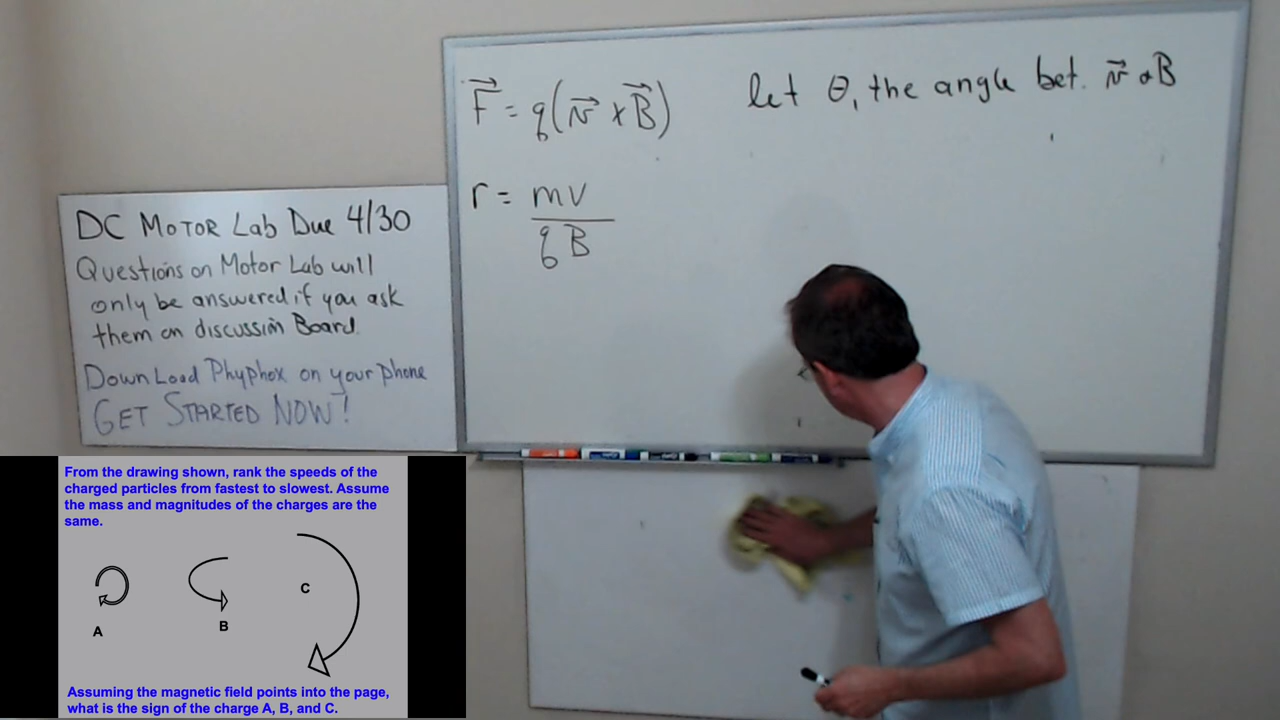 F = q(v x B) let θ, the angle bet. v & B
r = mv
qB
DC MOTOR Lab Due 4/30
Questions on Motor Lab will
only be answered if you ask
them on discussion Board.
DownLoad Phyphox on your phone
GET STARTED NOW!
From the drawing shown, rank the speeds of the
charged particles from fastest to slowest. Assume
the mass and magnitudes of the charges are the
same.
A
B
C
Assuming the magnetic field points into the page,
what is the sign of the charge A, B, and C.